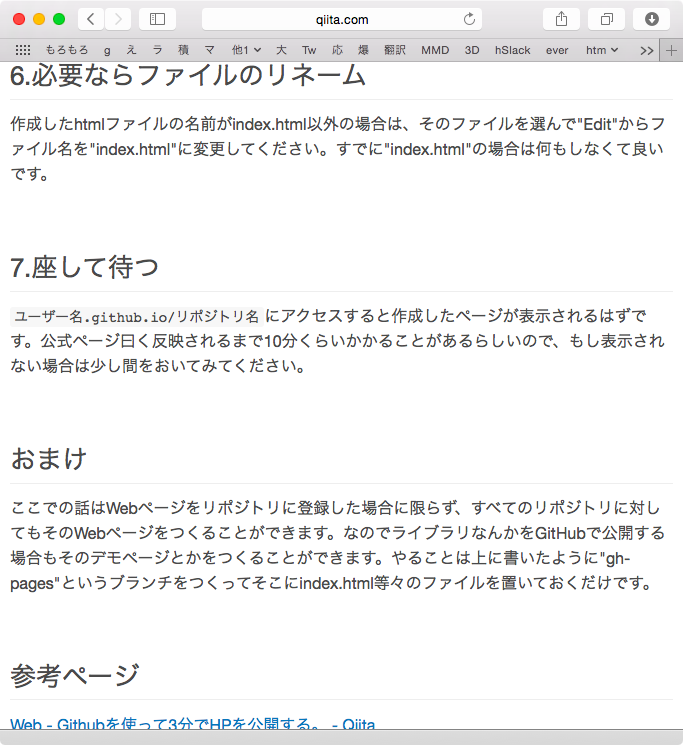 qiita.com
もろもろ g え ラ 積 マ 他1 大 Tw 応 爆 翻訳 MMD 3D hSlack ever htm >>
6.必要ならファイルのリネーム
作成したhtmlファイルの名前がindex.html以外の場合は、そのファイルを選んで"Edit"からフ
ァイル名を"index.html"に変更してください。すでに"index.html"の場合は何もしなくて良い
です。
7.座して待つ
ユーザー名.github.io/リポジトリ名 にアクセスすると作成したページが表示されるはずで
す。公式ページ曰く反映されるまで10分くらいかかることがあるらしいので、もし表示され
ない場合は少し間をおいてみてください。
おまけ
ここでの話はWebページをリポジトリに登録した場合に限らず、すべてのリポジトリに対し
てもそのWebページをつくることができます。なのでライブラリなんかをGitHubで公開する
場合もそのデモページとかをつくることができます。やることは上に書いたように"gh-
pages"というブランチをつくってそこにindex.html等々のファイルを置いておくだけです。
参考ページ
Web - Githubを使って3分でHPを公開する。 - Qiita